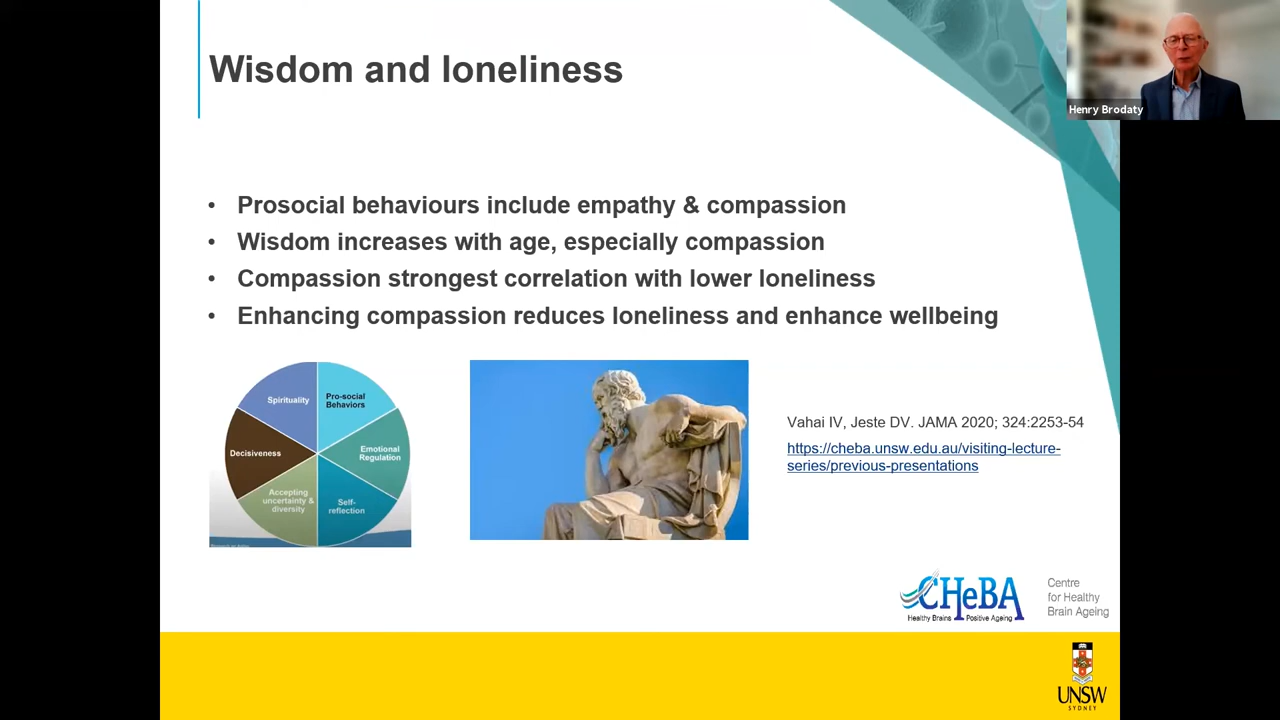 Wisdom and loneliness
Henry Brodaty
• Prosocial behaviours include empathy & compassion
• Wisdom increases with age, especially compassion
• Compassion strongest correlation with lower loneliness
• Enhancing compassion reduces loneliness and enhance wellbeing
Spirituality
Pro-social
Behaviors
Decisiveness
Emotional
Regulation
Accepting
uncertainty &
diversity
Self-
reflection
Vahai IV, Jeste DV. JAMA 2020; 324:2253-54
https://cheba.unsw.edu.au/visiting-lecture-
series/previous-presentations
CHeBA
Healthy Brains Positive Ageing
Centre
for Healthy
Brain Ageing
UNSW
SYDNEY